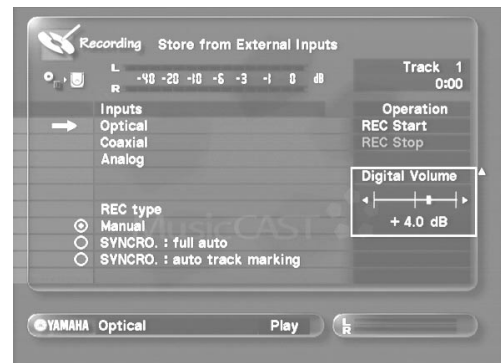 Recording Store from External Inputs
L
R
-40 -20 -10 -6 -3 -1 0 dB
Track 1
0:00
Inputs
Optical
Coaxial
Analog
REC type
Manual
SYNCRO. : full auto
SYNCRO. : auto track marking
Operation
REC Start
REC Stop
Digital Volume
+ 4.0 dB
MusicCAST
YAMAHA Optical Play
L
R